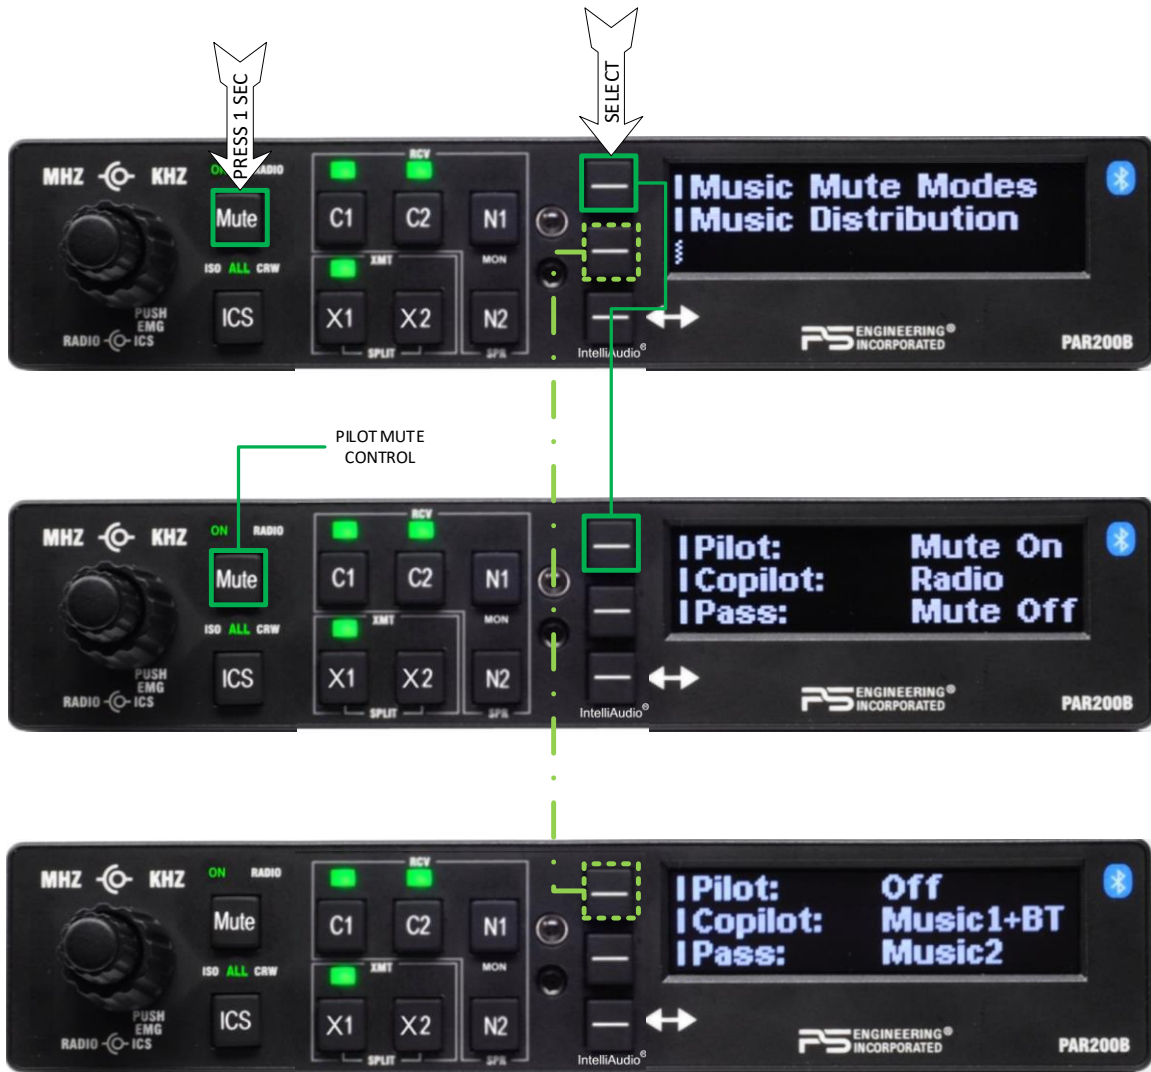 PRESS 1 SEC
SELECT
MHZ KHZ
ON RADIO
Mute
ISO ALL CRW
ICS
PUSH
EMG
RADIO ICS
RCV
C1 C2 N1
XMT MON
X1 X2 N2
SPLIT SPR
IntelliAudio®
Music Mute Modes
Music Distribution
PS ENGINEERING®
INCORPORATED
PAR200B
PILOT MUTE
CONTROL
MHZ KHZ
ON RADIO
Mute
ISO ALL CRW
ICS
PUSH
EMG
RADIO ICS
RCV
C1 C2 N1
XMT MON
X1 X2 N2
SPLIT SPR
IntelliAudio®
Pilot: Mute On
Copilot: Radio
Pass: Mute Off
PS ENGINEERING®
INCORPORATED
PAR200B
MHZ KHZ
ON RADIO
Mute
ISO ALL CRW
ICS
PUSH
EMG
RADIO ICS
RCV
C1 C2 N1
XMT MON
X1 X2 N2
SPLIT SPR
IntelliAudio®
Pilot: Off
Copilot: Music1+BT
Pass: Music2
PS ENGINEERING®
INCORPORATED
PAR200B